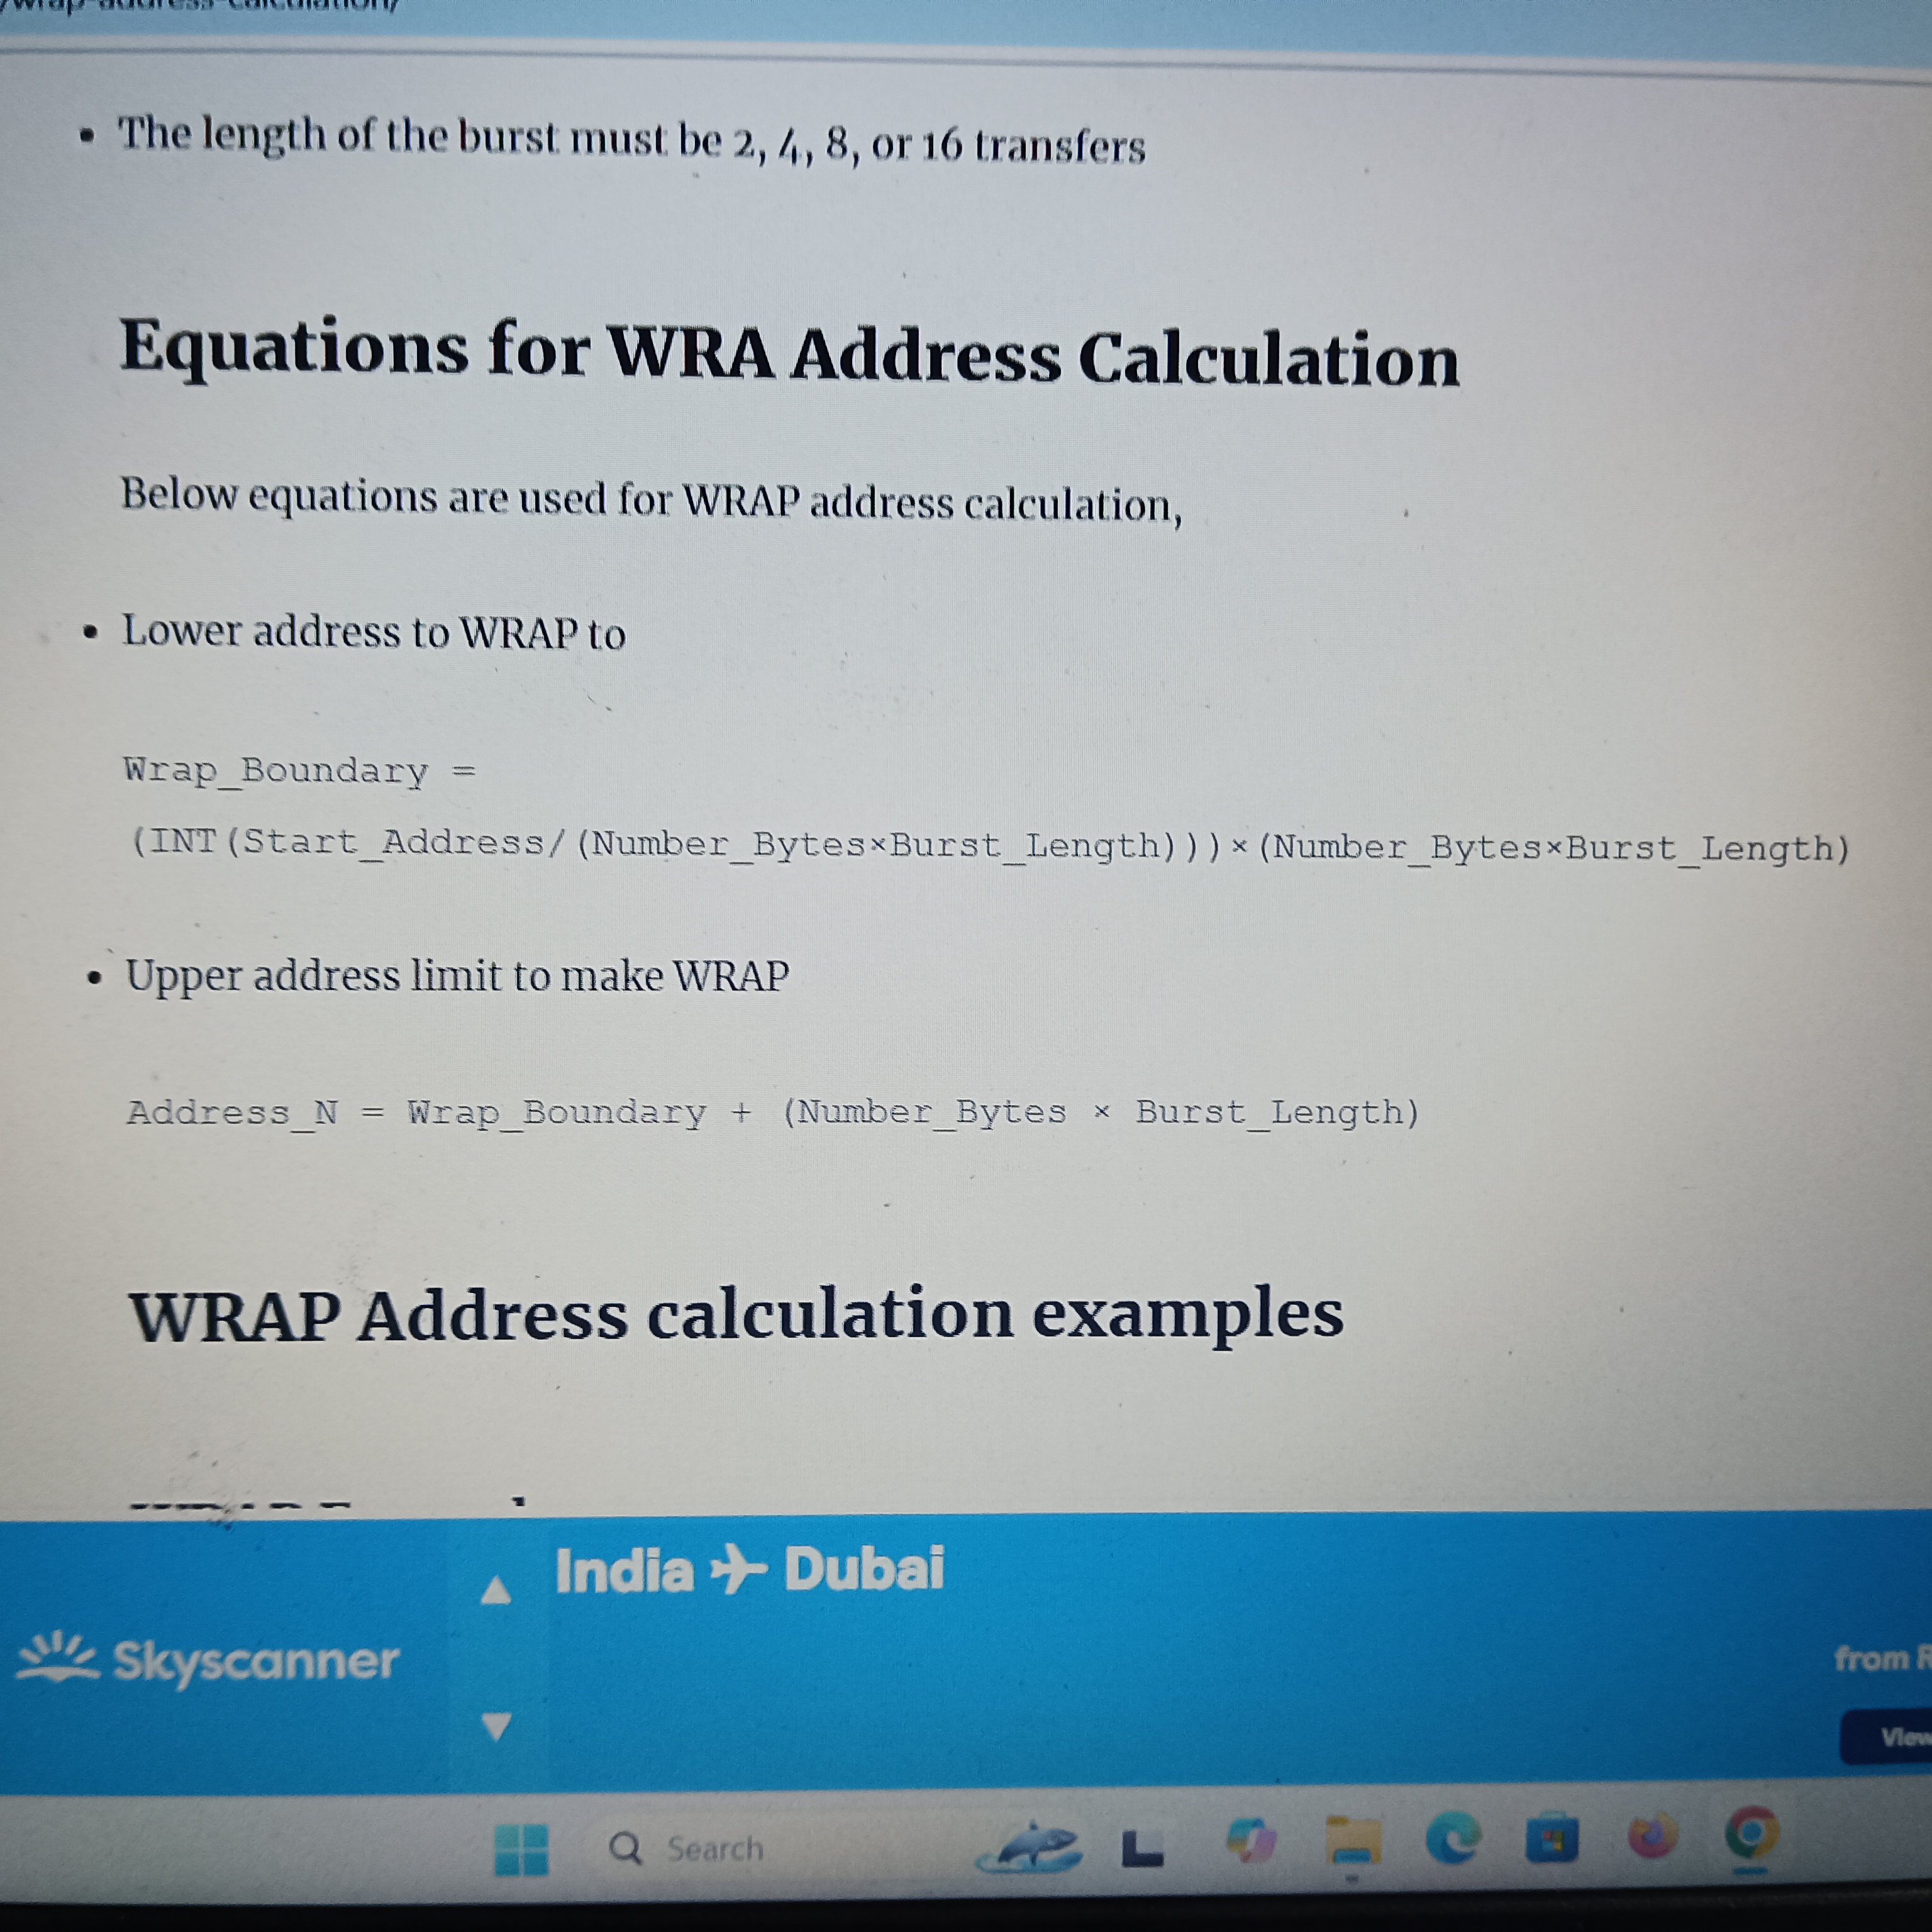 /wrap-address-calculation/
• The length of the burst must be 2, 4, 8, or 16 transfers
Equations for WRA Address Calculation
Below equations are used for WRAP address calculation,
• Lower address to WRAP to
Wrap_Boundary =
(INT(Start_Address/(Number_Bytes×Burst_Length)))×(Number_Bytes×Burst_Length)
• Upper address limit to make WRAP
Address_N = Wrap_Boundary + (Number_Bytes × Burst_Length)
WRAP Address calculation examples
India Dubai
Skyscanner
from
View
Search